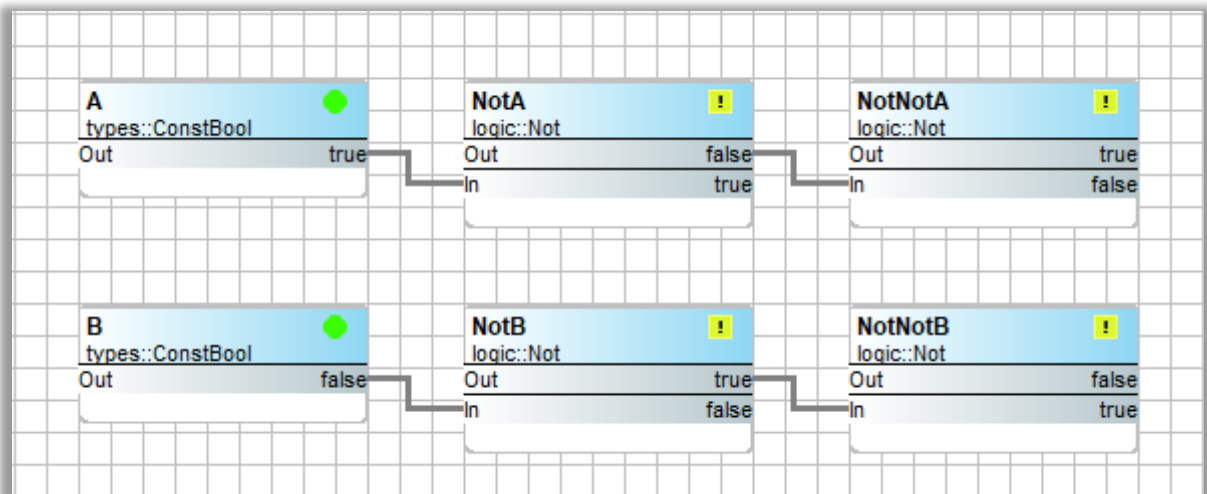 A
types::ConstBool
Out true
NotA !
logic::Not
Out false
In true
NotNotA !
logic::Not
Out true
In false
B
types::ConstBool
Out false
NotB !
logic::Not
Out true
In false
NotNotB !
logic::Not
Out false
In true